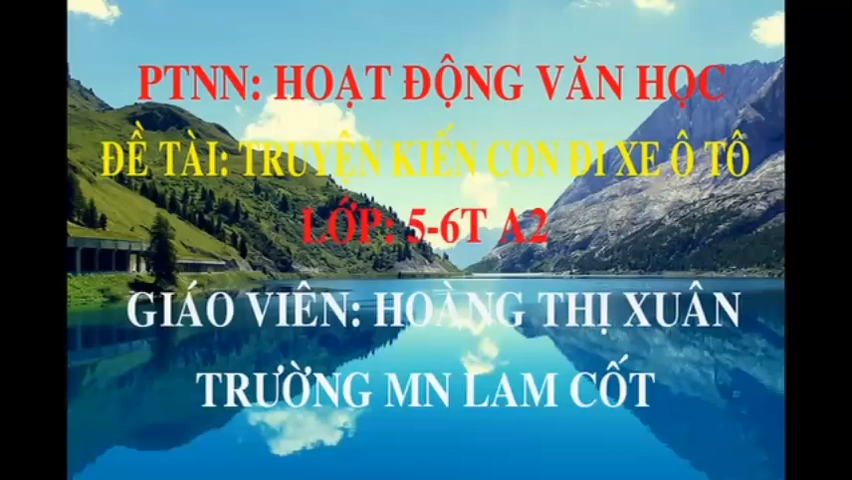 PTNN: HOẠT ĐỘNG VĂN HỌC
ĐỀ TÀI: TRUYỆN KIẾN CON ĐI XE Ô TÔ
LỚP: 5-6T A2
GIÁO VIÊN: HOÀNG THỊ XUÂN
TRƯỜNG MN LAM CỐT